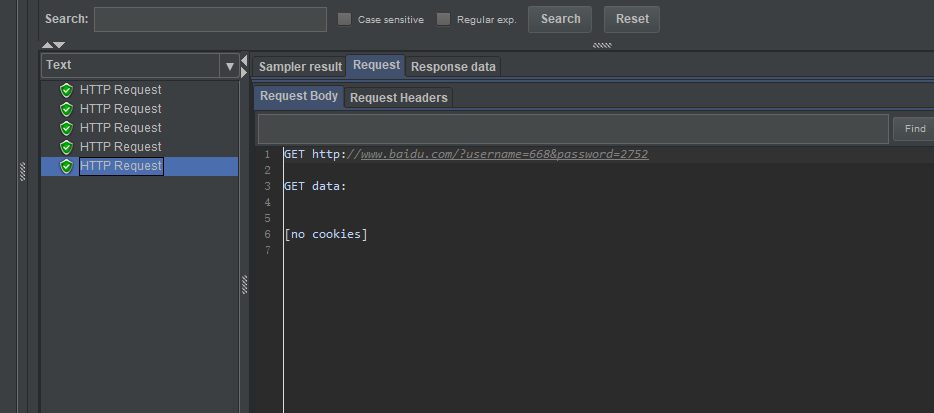 Search:
Case sensitive
Regular exp.
Search
Reset
Text
HTTP Request
HTTP Request
HTTP Request
HTTP Request
HTTP Request
Sampler result
Request
Response data
Request Body
Request Headers
Find
1 GET http://www.baidu.com/?username=668&password=2752
2
3 GET data:
4
5
6 [no cookies]
7